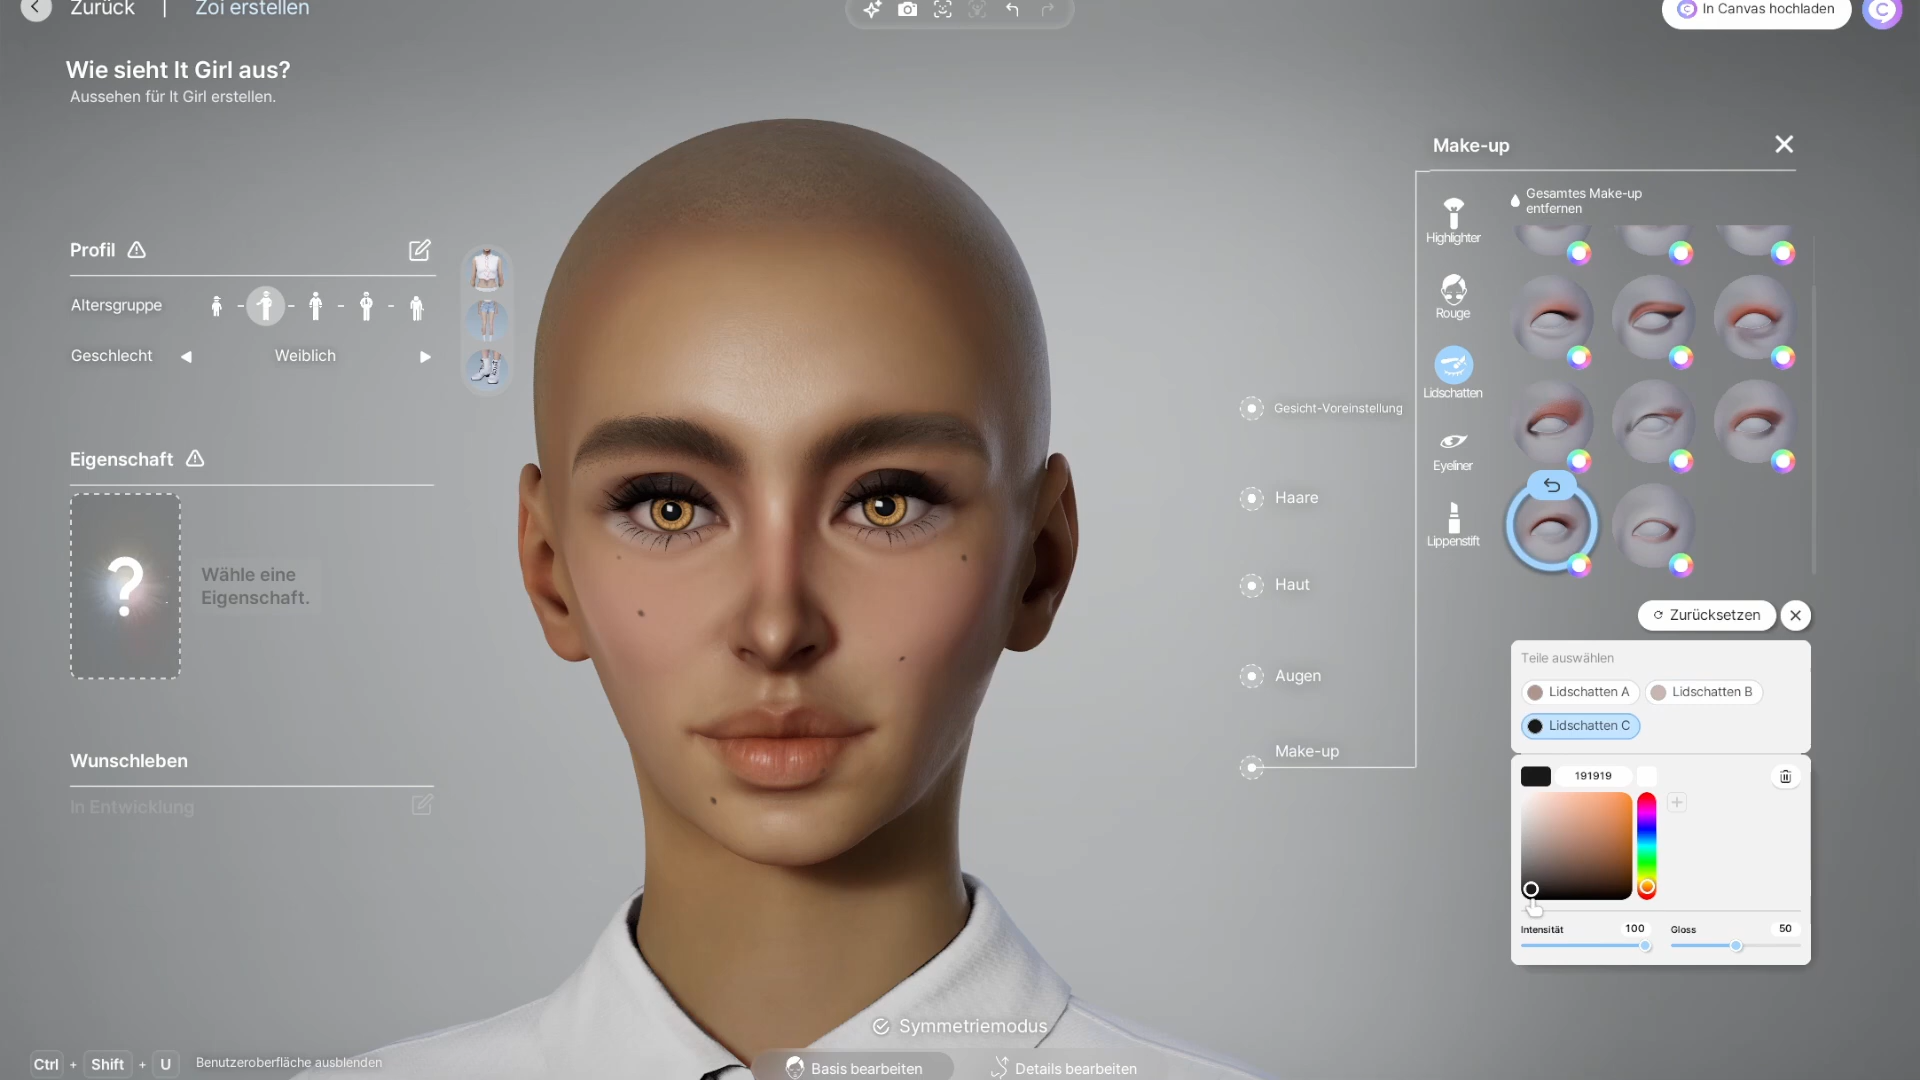 Zurück | Zoi erstellen
In Canvas hochladen
Wie sieht It Girl aus?
Aussehen für It Girl erstellen.
Profil
Altersgruppe
Geschlecht
Weiblich
Eigenschaft
?
Wähle eine
Eigenschaft.
Wunschleben
In Entwicklung
Gesicht-Voreinstellung
Haare
Haut
Augen
Make-up
Make-up
Highlighter
Rouge
Lidschatten
Eyeliner
Lippenstift
Gesamtes Make-up
entfernen
Zurücksetzen
Teile auswählen
Lidschatten A
Lidschatten B
Lidschatten C
191919
Intensität 100
Gloss 50
Symmetriemodus
Basis bearbeiten
Details bearbeiten
Ctrl + Shift + U Benutzeroberfläche ausblenden